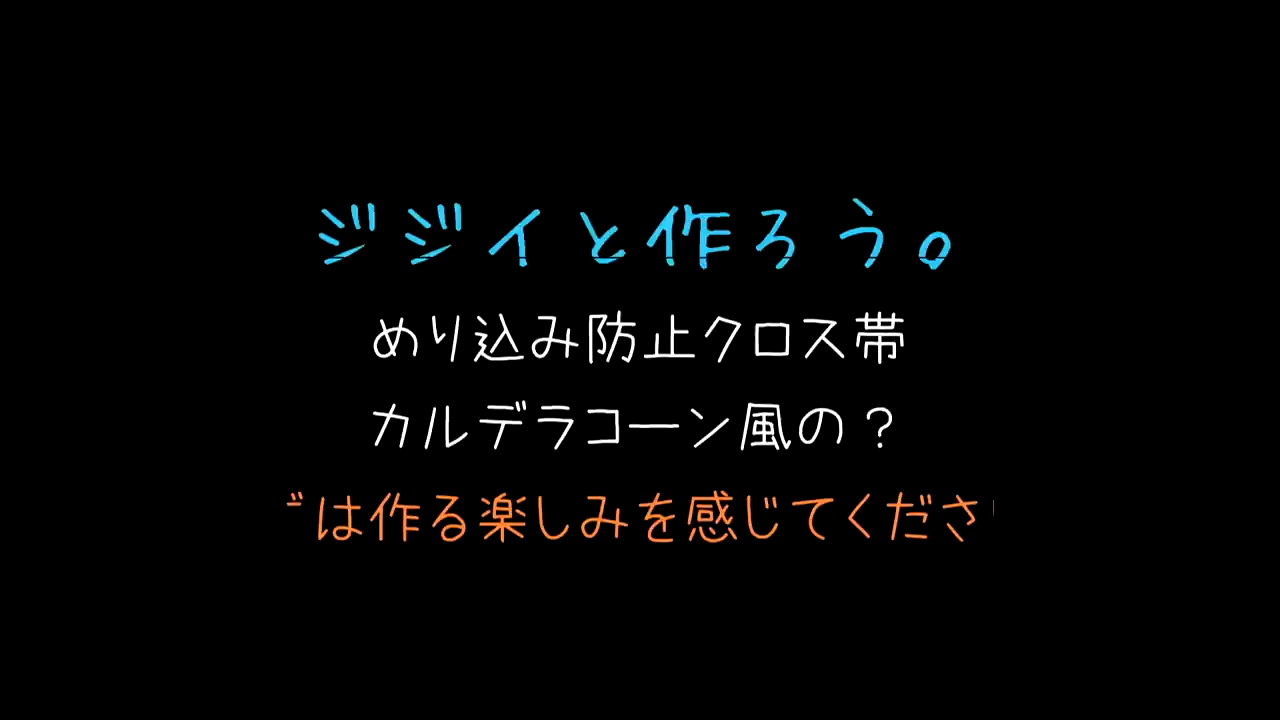 ジジイと作ろう。
めり込み防止クロス帯
カルデラコーン風の？
は作る楽しみを感じてくださ